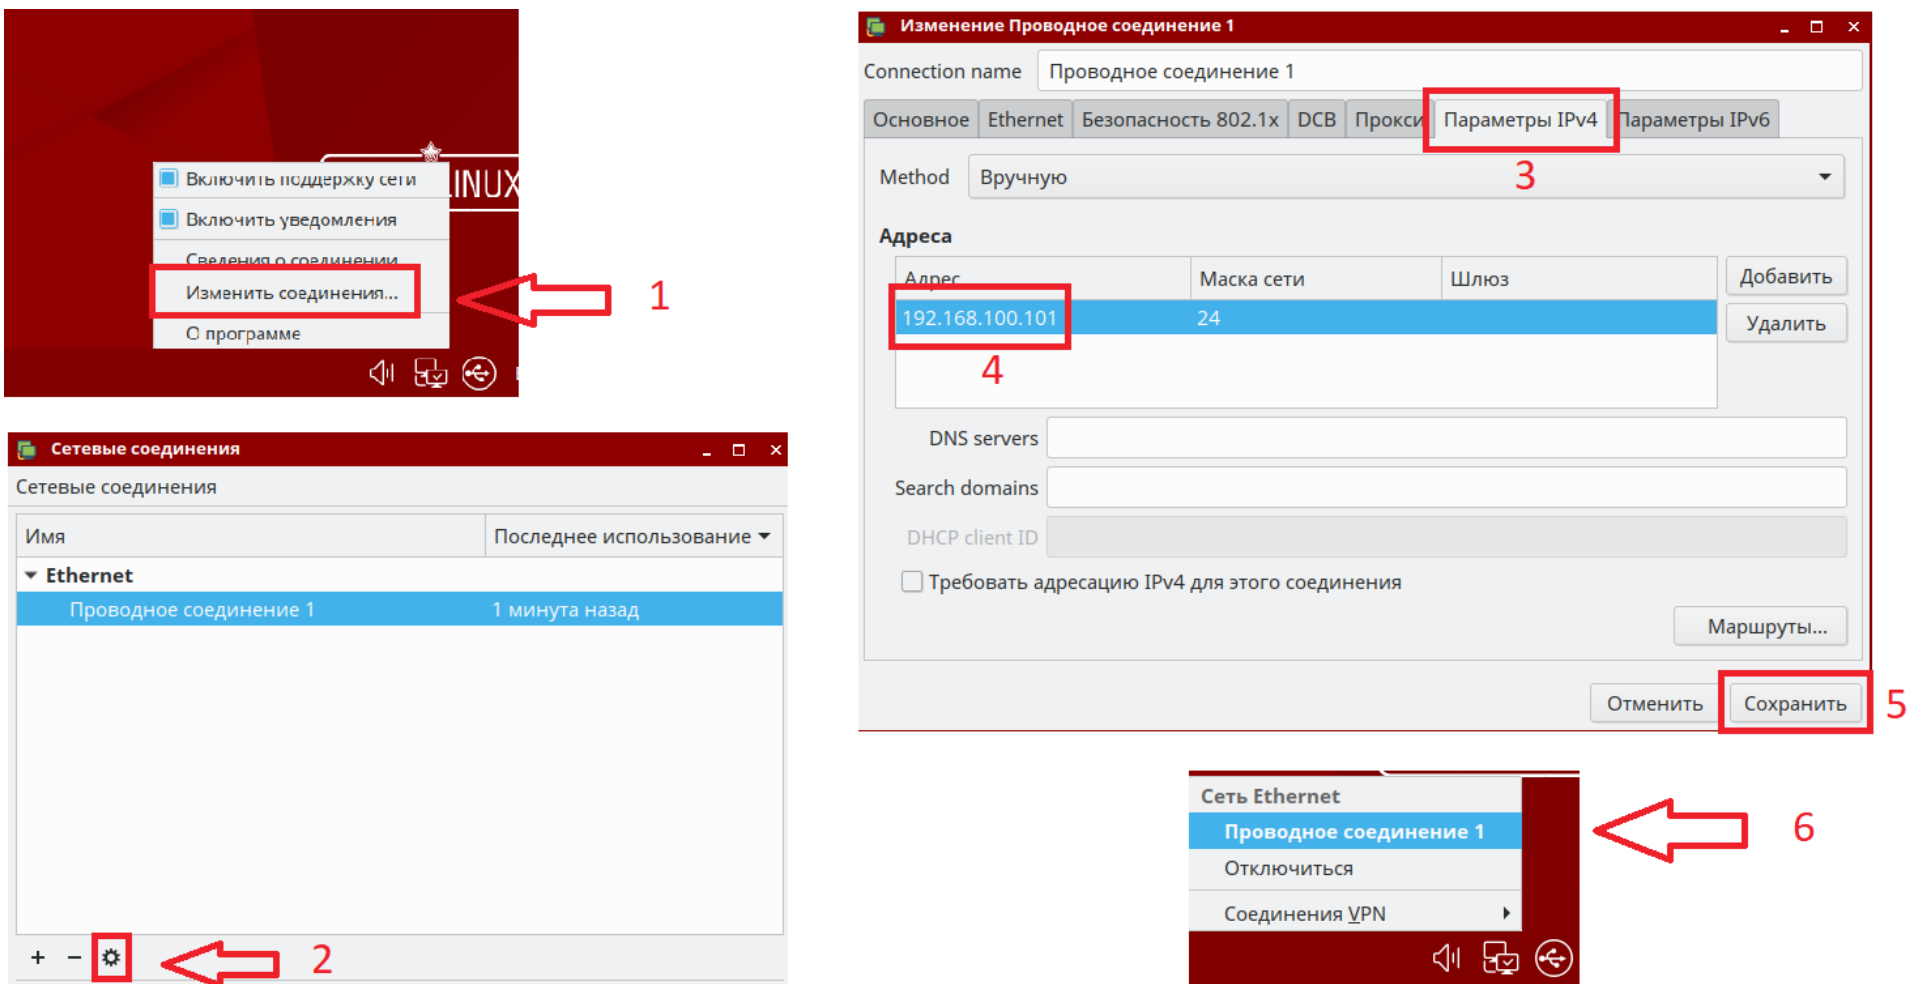 INUX
Включить поддержку сети
Включить уведомления
Сведения о соединении
Изменить соединения...
О программе
1
Сетевые соединения
Сетевые соединения
Имя Последнее использование
Ethernet
Проводное соединение 1 1 минута назад
+ −
2
Изменение Проводное соединение 1
Connection name Проводное соединение 1
Основное Ethernet Безопасность 802.1x DCB Прокси Параметры IPv4 Параметры IPv6
3
Method Вручную
Адреса
Адрес Маска сети Шлюз Добавить
192.168.100.101 24 Удалить
4
DNS servers
Search domains
DHCP client ID
Требовать адресацию IPv4 для этого соединения
Маршруты...
Отменить Сохранить 5
Сеть Ethernet
Проводное соединение 1
Отключиться
Соединения VPN
6